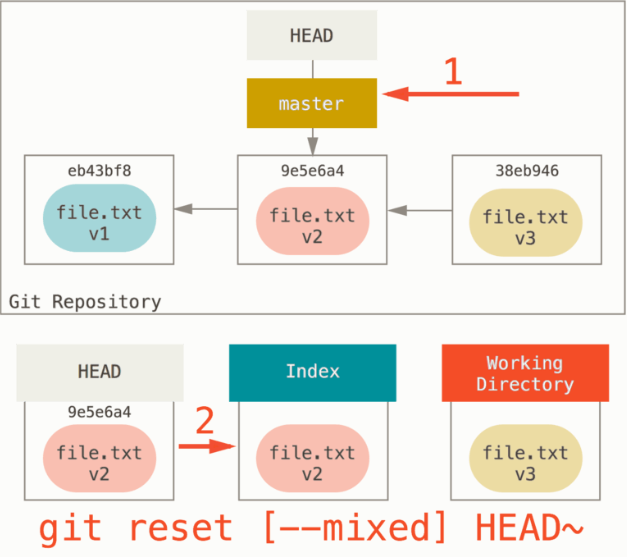 HEAD
1
master
eb43bf8
9e5e6a4
38eb946
file.txt
v1
file.txt
v2
file.txt
v3
Git Repository
HEAD
Index
Working
Directory
9e5e6a4
2
file.txt
v2
file.txt
v2
file.txt
v3
git reset [--mixed] HEAD~